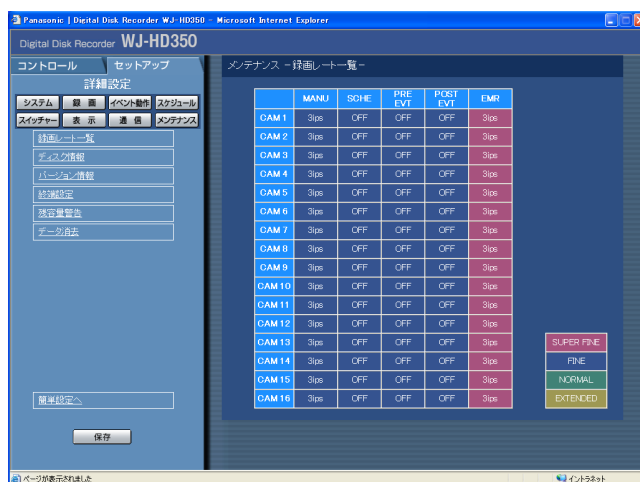 Panasonic | Digital Disk Recorder WJ-HD350 - Microsoft Internet Explorer
Digital Disk Recorder WJ-HD350
コントロール セットアップ
詳細設定
システム 録 画 イベント動作 スケジュール
スイッチャー 表 示 通 信 メンテナンス
録画レート一覧
ディスク情報
バージョン情報
終端設定
残容量警告
データ消去
簡単設定へ
保存
メンテナンス －録画レート一覧－
MANU SCHE PRE EVT POST EVT EMR
CAM 1 3ips OFF OFF OFF 3ips
CAM 2 3ips OFF OFF OFF 3ips
CAM 3 3ips OFF OFF OFF 3ips
CAM 4 3ips OFF OFF OFF 3ips
CAM 5 3ips OFF OFF OFF 3ips
CAM 6 3ips OFF OFF OFF 3ips
CAM 7 3ips OFF OFF OFF 3ips
CAM 8 3ips OFF OFF OFF 3ips
CAM 9 3ips OFF OFF OFF 3ips
CAM 10 3ips OFF OFF OFF 3ips
CAM 11 3ips OFF OFF OFF 3ips
CAM 12 3ips OFF OFF OFF 3ips
CAM 13 3ips OFF OFF OFF 3ips
CAM 14 3ips OFF OFF OFF 3ips
CAM 15 3ips OFF OFF OFF 3ips
CAM 16 3ips OFF OFF OFF 3ips
SUPER FINE
FINE
NORMAL
EXTENDED
ページが表示されました
イントラネット